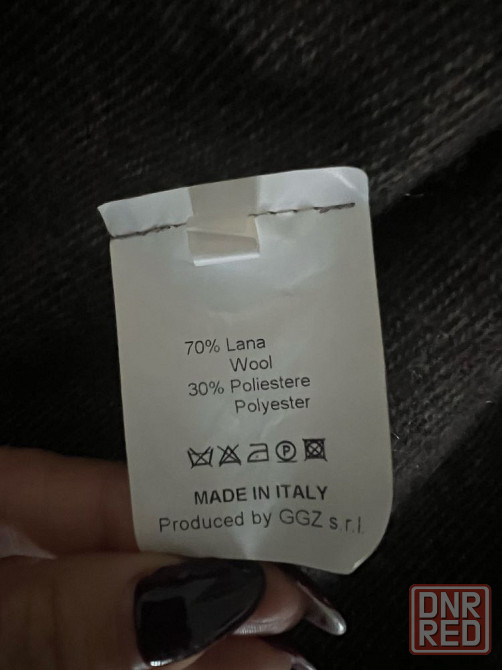 70% Lana
Wool
30% Poliestere
Polyester
P
MADE IN ITALY
Produced by GGZ s.r.l.
DNR
RED